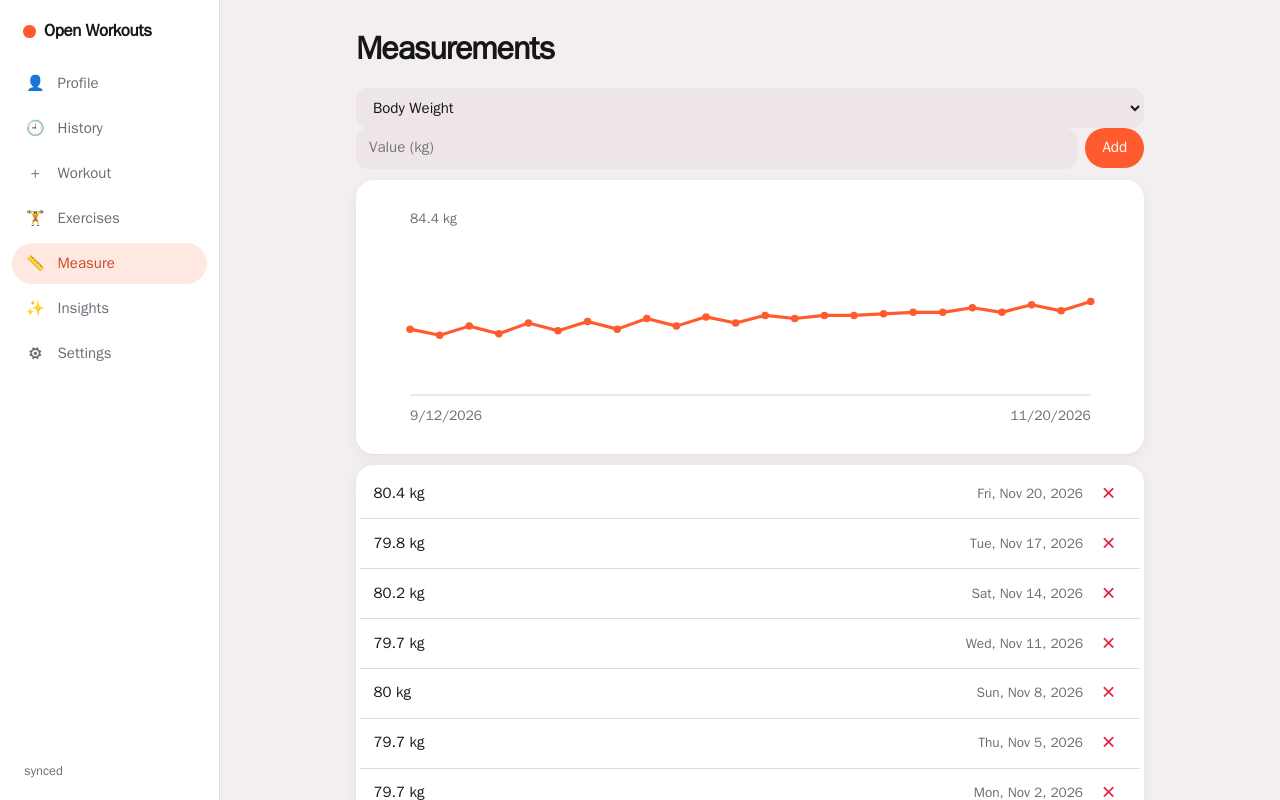 Open Workouts
Profile
History
+ Workout
Exercises
Measure
Insights
Settings
synced
Measurements
Body Weight
Value (kg)
Add
84.4 kg
9/12/2026
11/20/2026
80.4 kg Fri, Nov 20, 2026 ✕
79.8 kg Tue, Nov 17, 2026 ✕
80.2 kg Sat, Nov 14, 2026 ✕
79.7 kg Wed, Nov 11, 2026 ✕
80 kg Sun, Nov 8, 2026 ✕
79.7 kg Thu, Nov 5, 2026 ✕
79.7 kg Mon, Nov 2, 2026 ✕